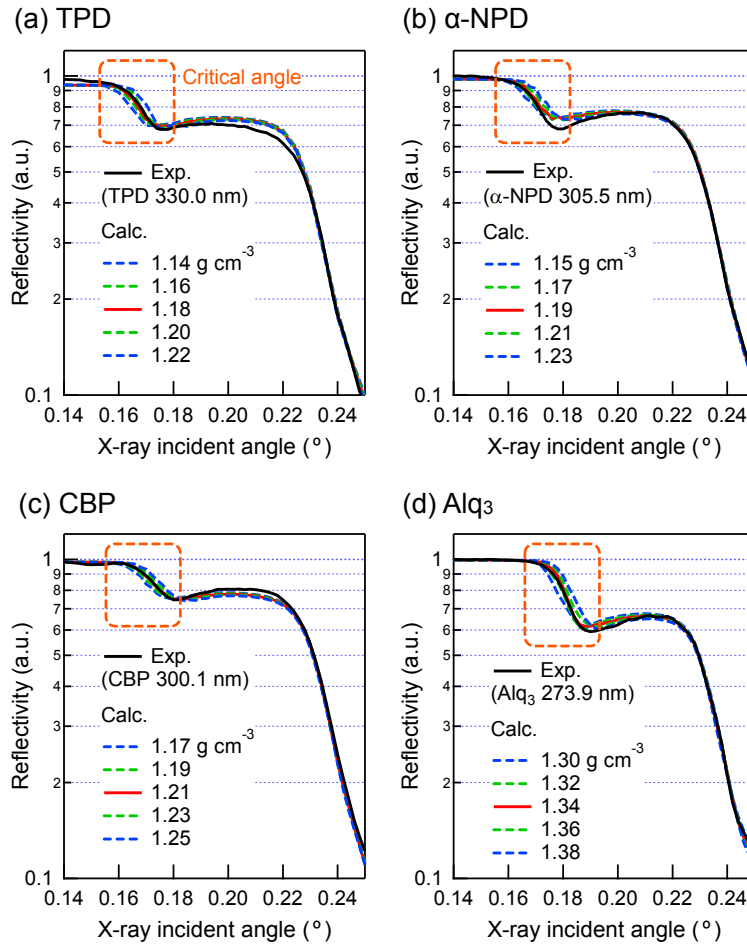 (a) TPD
Reflectivity (a.u.)
1
9
8
7
6
5
4
3
2
0.1
Critical angle
Exp.
(TPD 330.0 nm)
Calc.
1.14 g cm⁻³
1.16
1.18
1.20
1.22
0.14 0.16 0.18 0.20 0.22 0.24
X-ray incident angle (°)
(b) α-NPD
Reflectivity (a.u.)
1
9
8
7
6
5
4
3
2
0.1
Exp.
(α-NPD 305.5 nm)
Calc.
1.15 g cm⁻³
1.17
1.19
1.21
1.23
0.14 0.16 0.18 0.20 0.22 0.24
X-ray incident angle (°)
(c) CBP
Reflectivity (a.u.)
1
9
8
7
6
5
4
3
2
0.1
Exp.
(CBP 300.1 nm)
Calc.
1.17 g cm⁻³
1.19
1.21
1.23
1.25
0.14 0.16 0.18 0.20 0.22 0.24
X-ray incident angle (°)
(d) Alq₃
Reflectivity (a.u.)
1
9
8
7
6
5
4
3
2
0.1
Exp.
(Alq₃ 273.9 nm)
Calc.
1.30 g cm⁻³
1.32
1.34
1.36
1.38
0.14 0.16 0.18 0.20 0.22 0.24
X-ray incident angle (°)